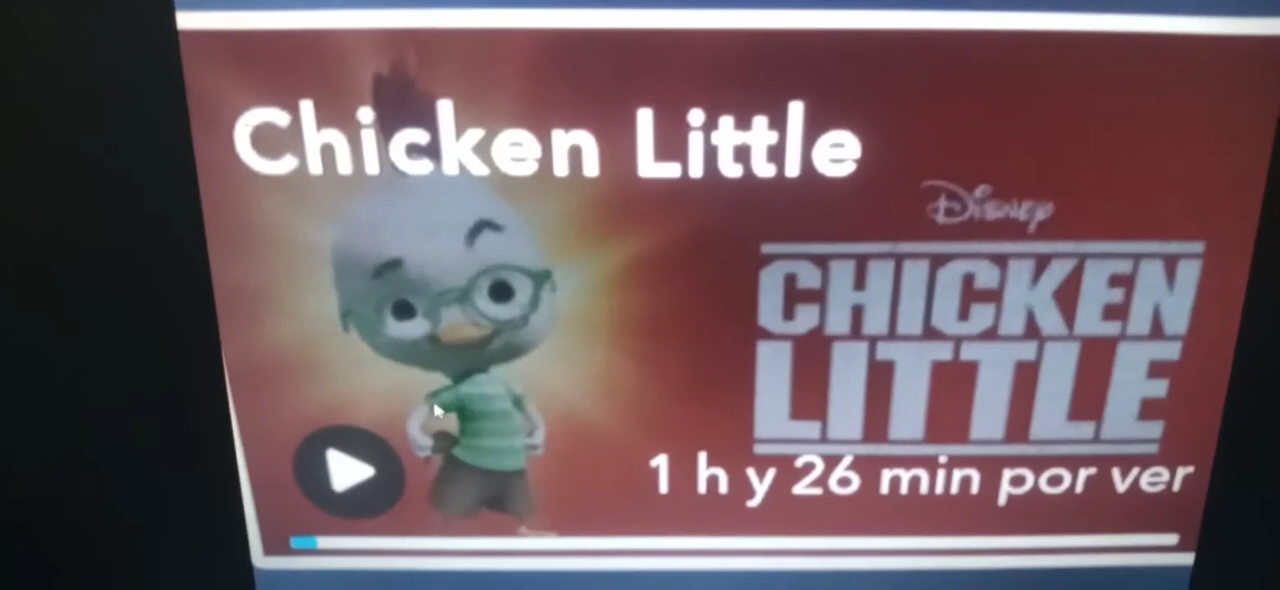 Chicken Little
Disney
CHICKEN
LITTLE
1 h y 26 min por ver